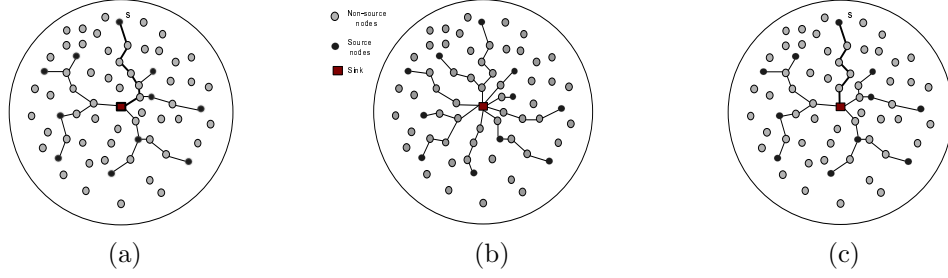 S
Non-source
nodes
Source
nodes
Sink
S
(a)
(b)
(c)